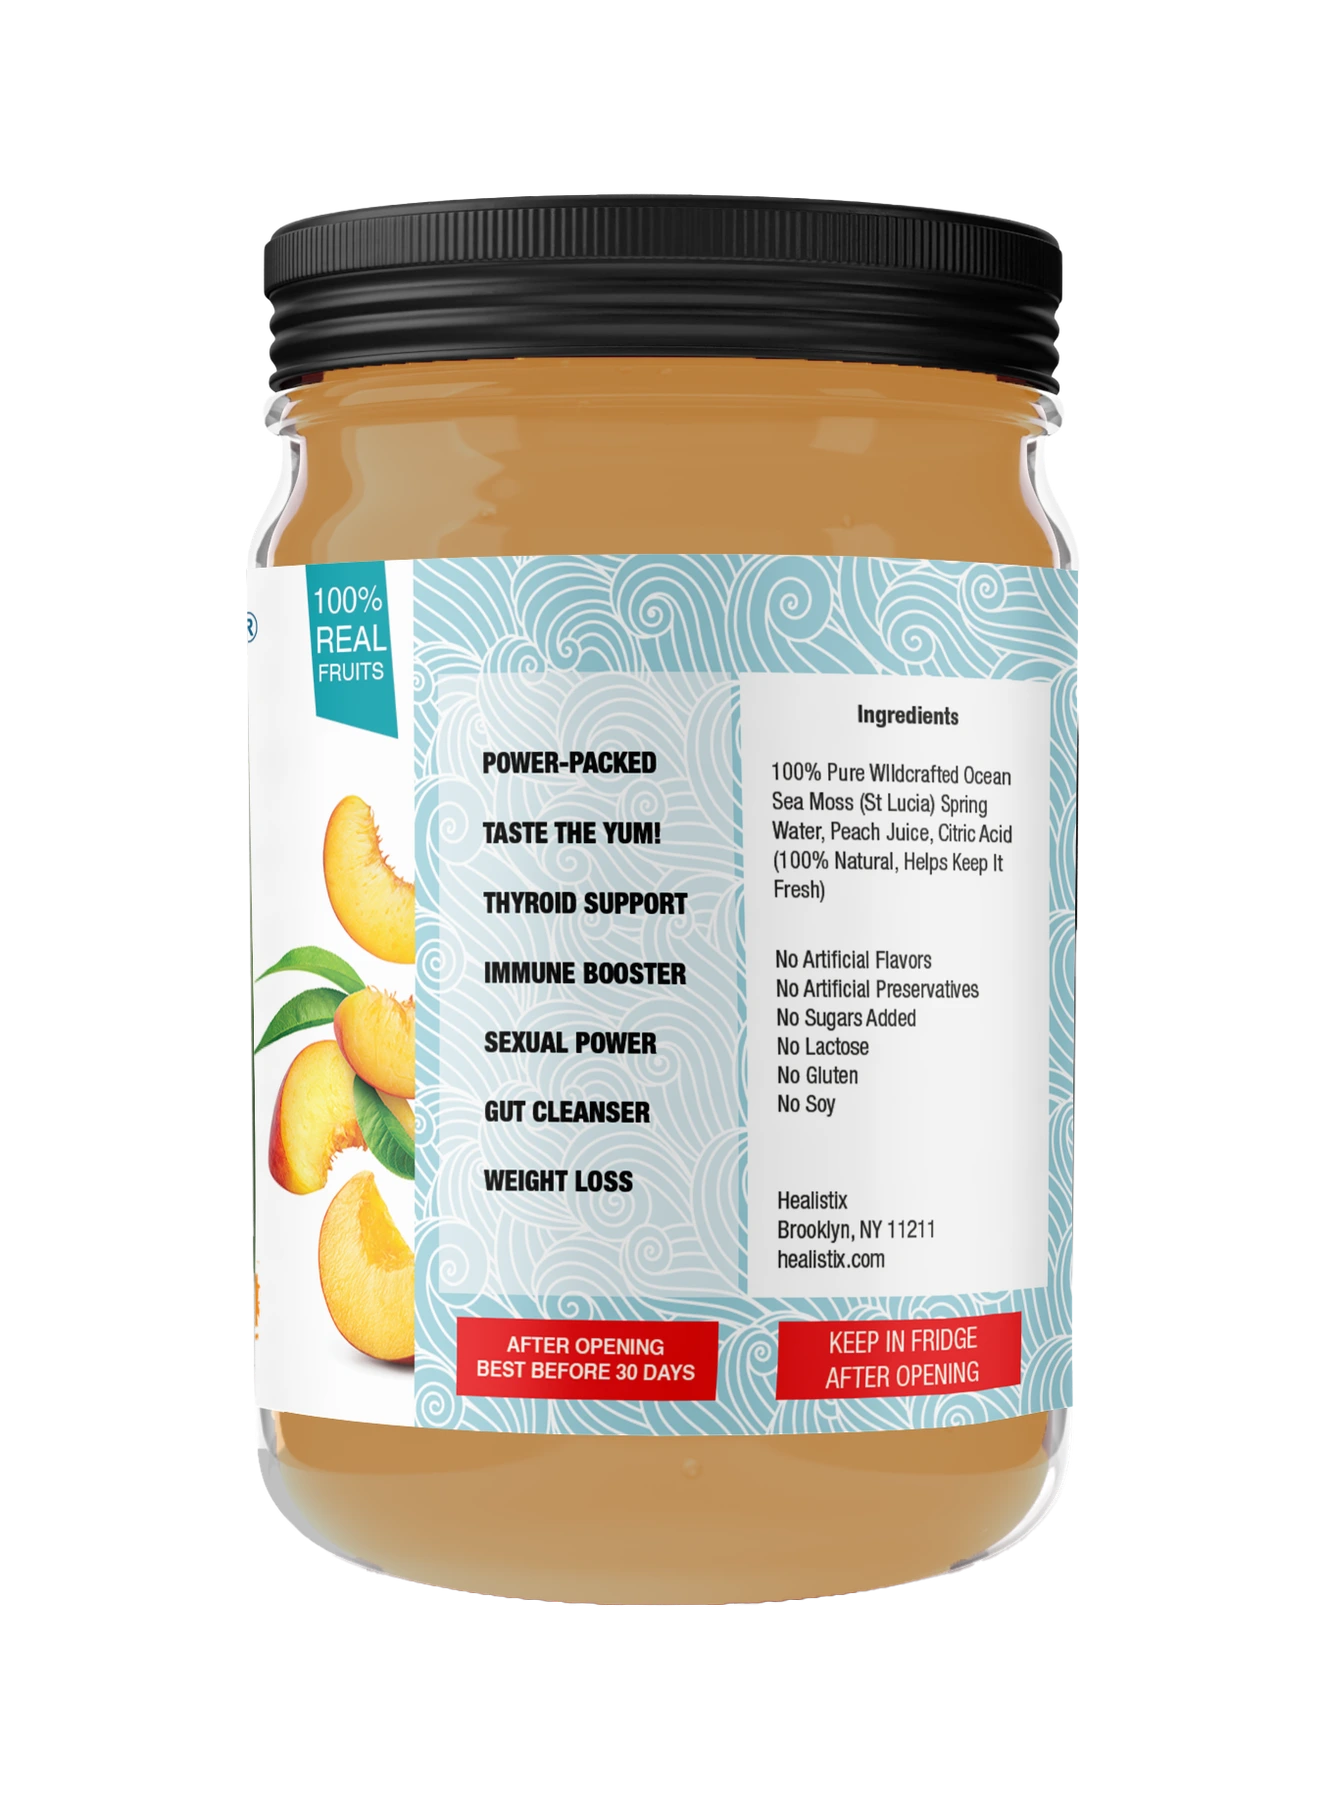 ®
100%
REAL
FRUITS
POWER-PACKED
TASTE THE YUM!
THYROID SUPPORT
IMMUNE BOOSTER
SEXUAL POWER
GUT CLEANSER
WEIGHT LOSS
Ingredients
100% Pure WIldcrafted Ocean
Sea Moss (St Lucia) Spring
Water, Peach Juice, Citric Acid
(100% Natural, Helps Keep It
Fresh)
No Artificial Flavors
No Artificial Preservatives
No Sugars Added
No Lactose
No Gluten
No Soy
Healistix
Brooklyn, NY 11211
healistix.com
AFTER OPENING
BEST BEFORE 30 DAYS
KEEP IN FRIDGE
AFTER OPENING